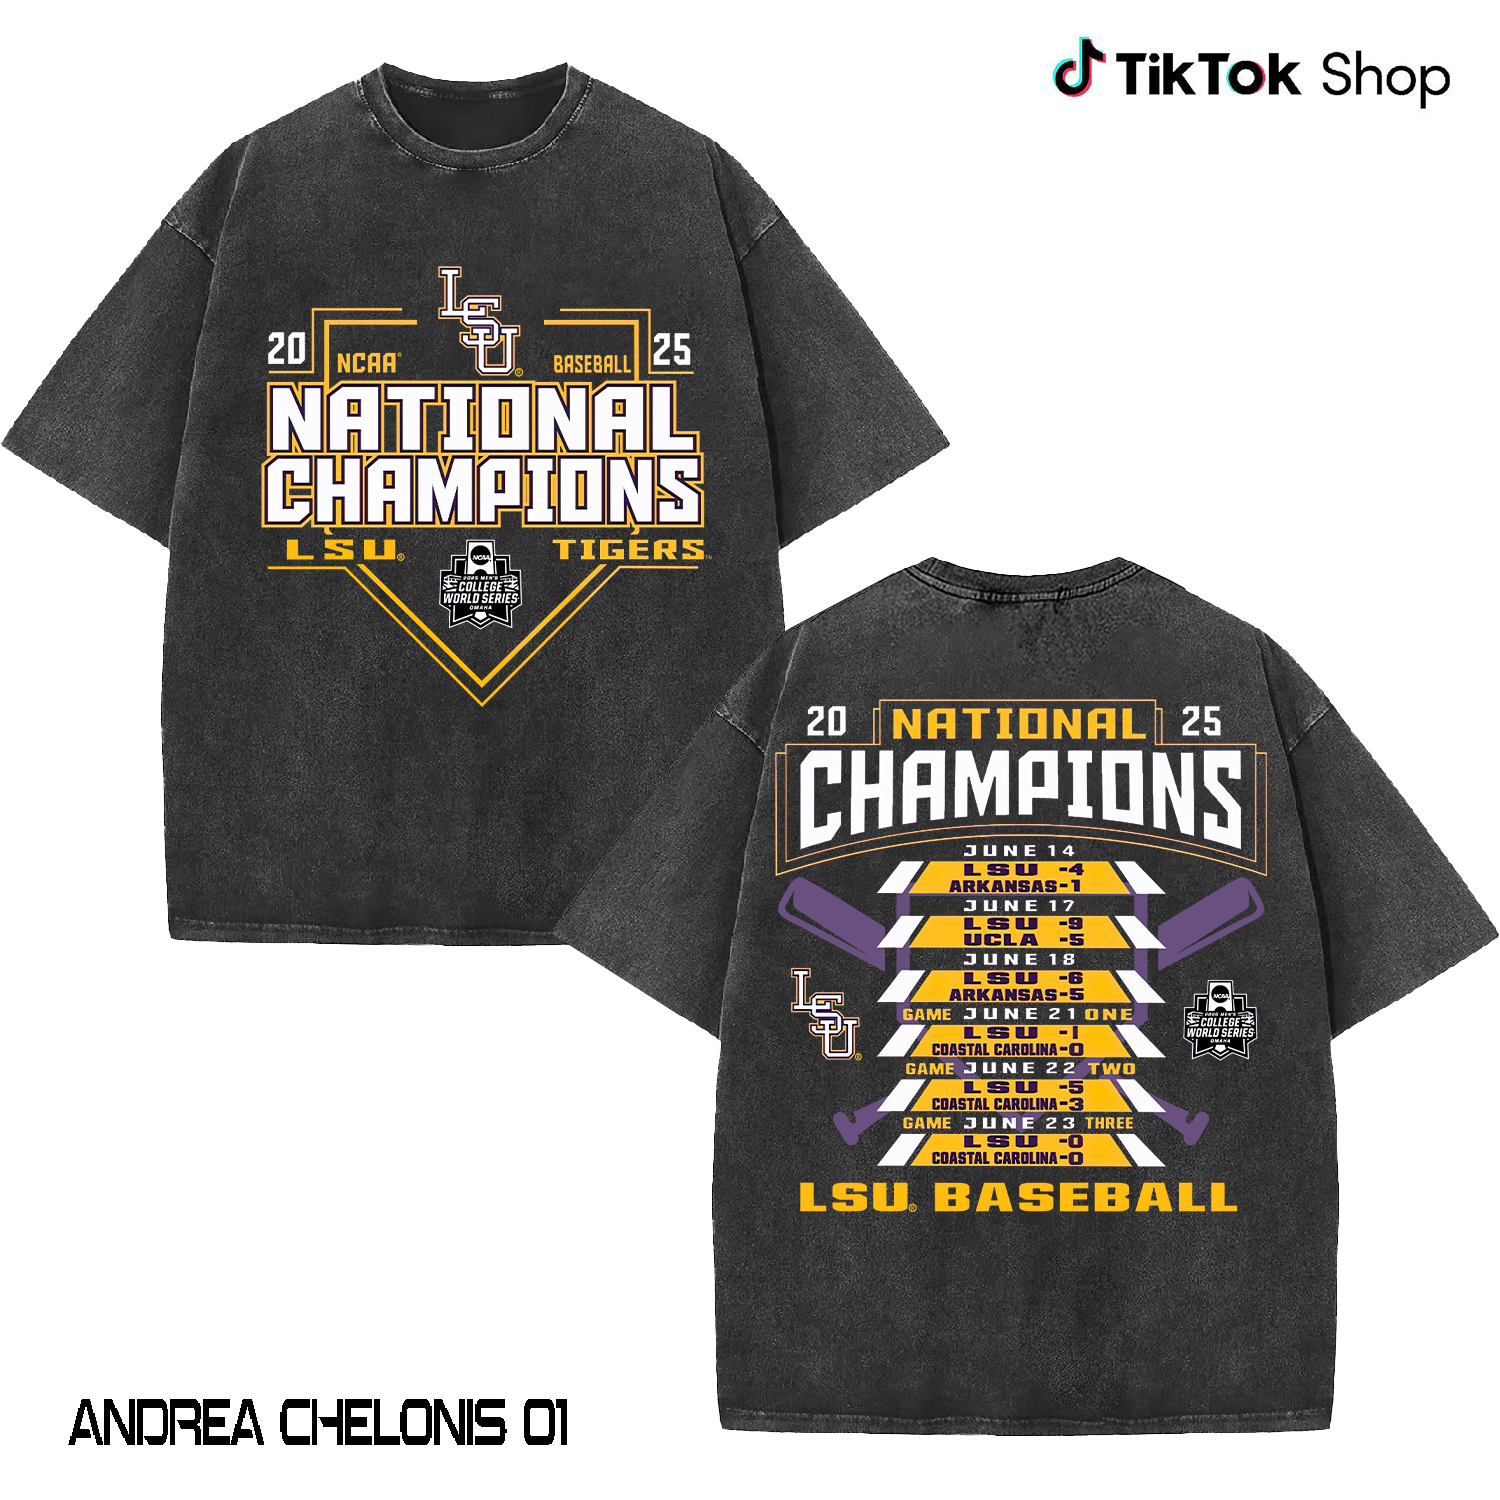 TikTok Shop
LSU®
20 25
NCAA® BASEBALL
NATIONAL
CHAMPIONS
LSU® TIGERS™
NCAA
2025 MEN'S
COLLEGE
WORLD SERIES
OMAHA
20 NATIONAL 25
CHAMPIONS
JUNE 14
LSU -4
ARKANSAS-1
JUNE 17
LSU -9
UCLA -5
JUNE 18
LSU -6
ARKANSAS-5
GAME JUNE 21 ONE
LSU -1
COASTAL CAROLINA-0
GAME JUNE 22 TWO
LSU -5
COASTAL CAROLINA-3
GAME JUNE 23 THREE
LSU -0
COASTAL CAROLINA-0
LSU®
NCAA
2025 MEN'S
COLLEGE
WORLD SERIES
OMAHA
LSU® BASEBALL
ANDREA CHELONIS 01